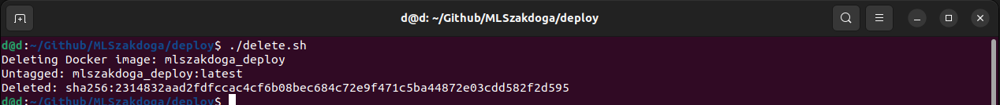 d@d: ~/Github/MLSzakdoga/deploy
d@d:~/Github/MLSzakdoga/deploy$ ./delete.sh
Deleting Docker image: mlszakdoga_deploy
Untagged: mlszakdoga_deploy:latest
Deleted: sha256:2314832aad2fdfccac4cf6b08bec684c72e9f471c5ba44872e03cdd582f2d595
d@d:~/Github/MLSzakdoga/deploy$